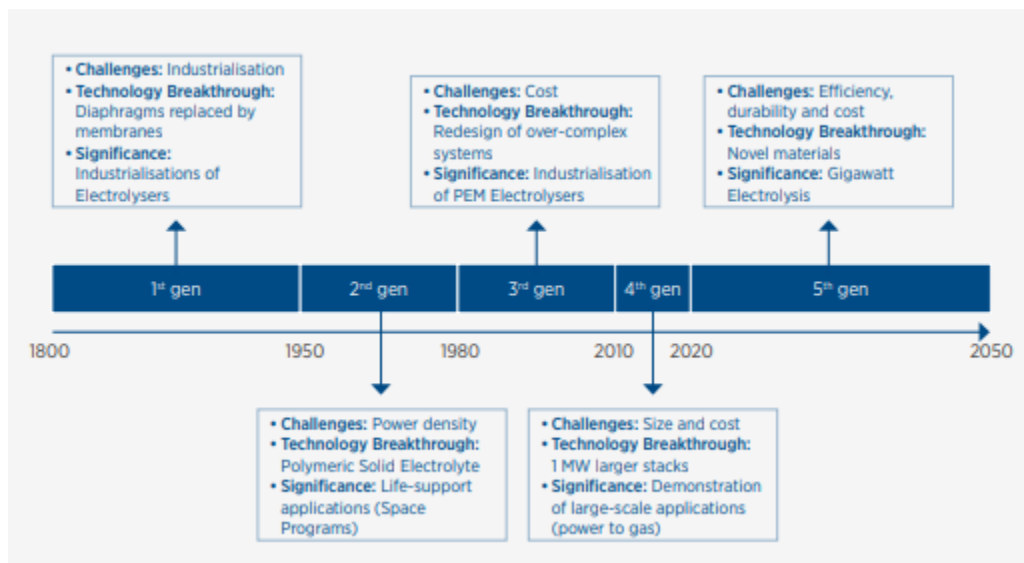 • Challenges: Industrialisation
• Technology Breakthrough:
Diaphragms replaced by
membranes
• Significance:
Industrialisations of
Electrolysers
• Challenges: Cost
• Technology Breakthrough:
Redesign of over-complex
systems
• Significance: Industrialisation
of PEM Electrolysers
• Challenges: Efficiency,
durability and cost
• Technology Breakthrough:
Novel materials
• Significance: Gigawatt
Electrolysis
1st gen
2nd gen
3rd gen
4th gen
5th gen
1800
1950
1980
2010
2020
2050
• Challenges: Power density
• Technology Breakthrough:
Polymeric Solid Electrolyte
• Significance: Life-support
applications (Space
Programs)
• Challenges: Size and cost
• Technology Breakthrough:
1 MW larger stacks
• Significance: Demonstration
of large-scale applications
(power to gas)